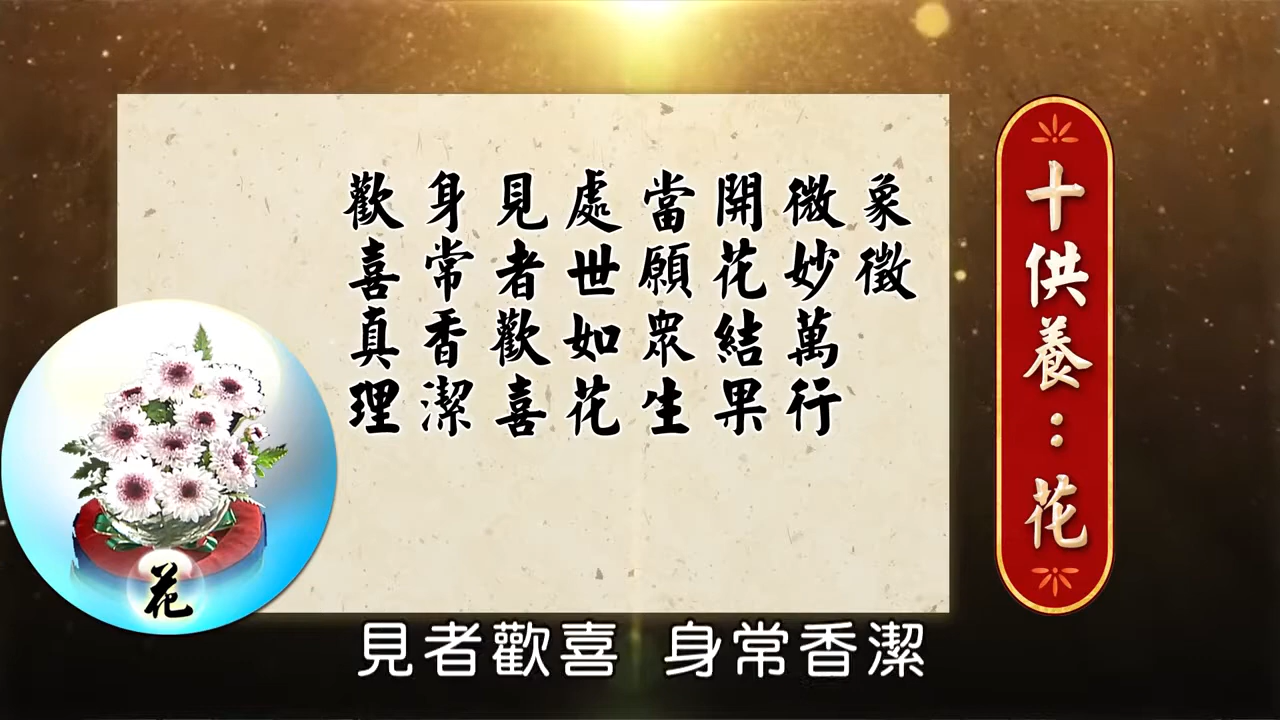 十供養：花
象徵
微妙萬行
開花結果
當願眾生
處世如花
見者歡喜
身常香潔
歡喜真理
花
見者歡喜 身常香潔